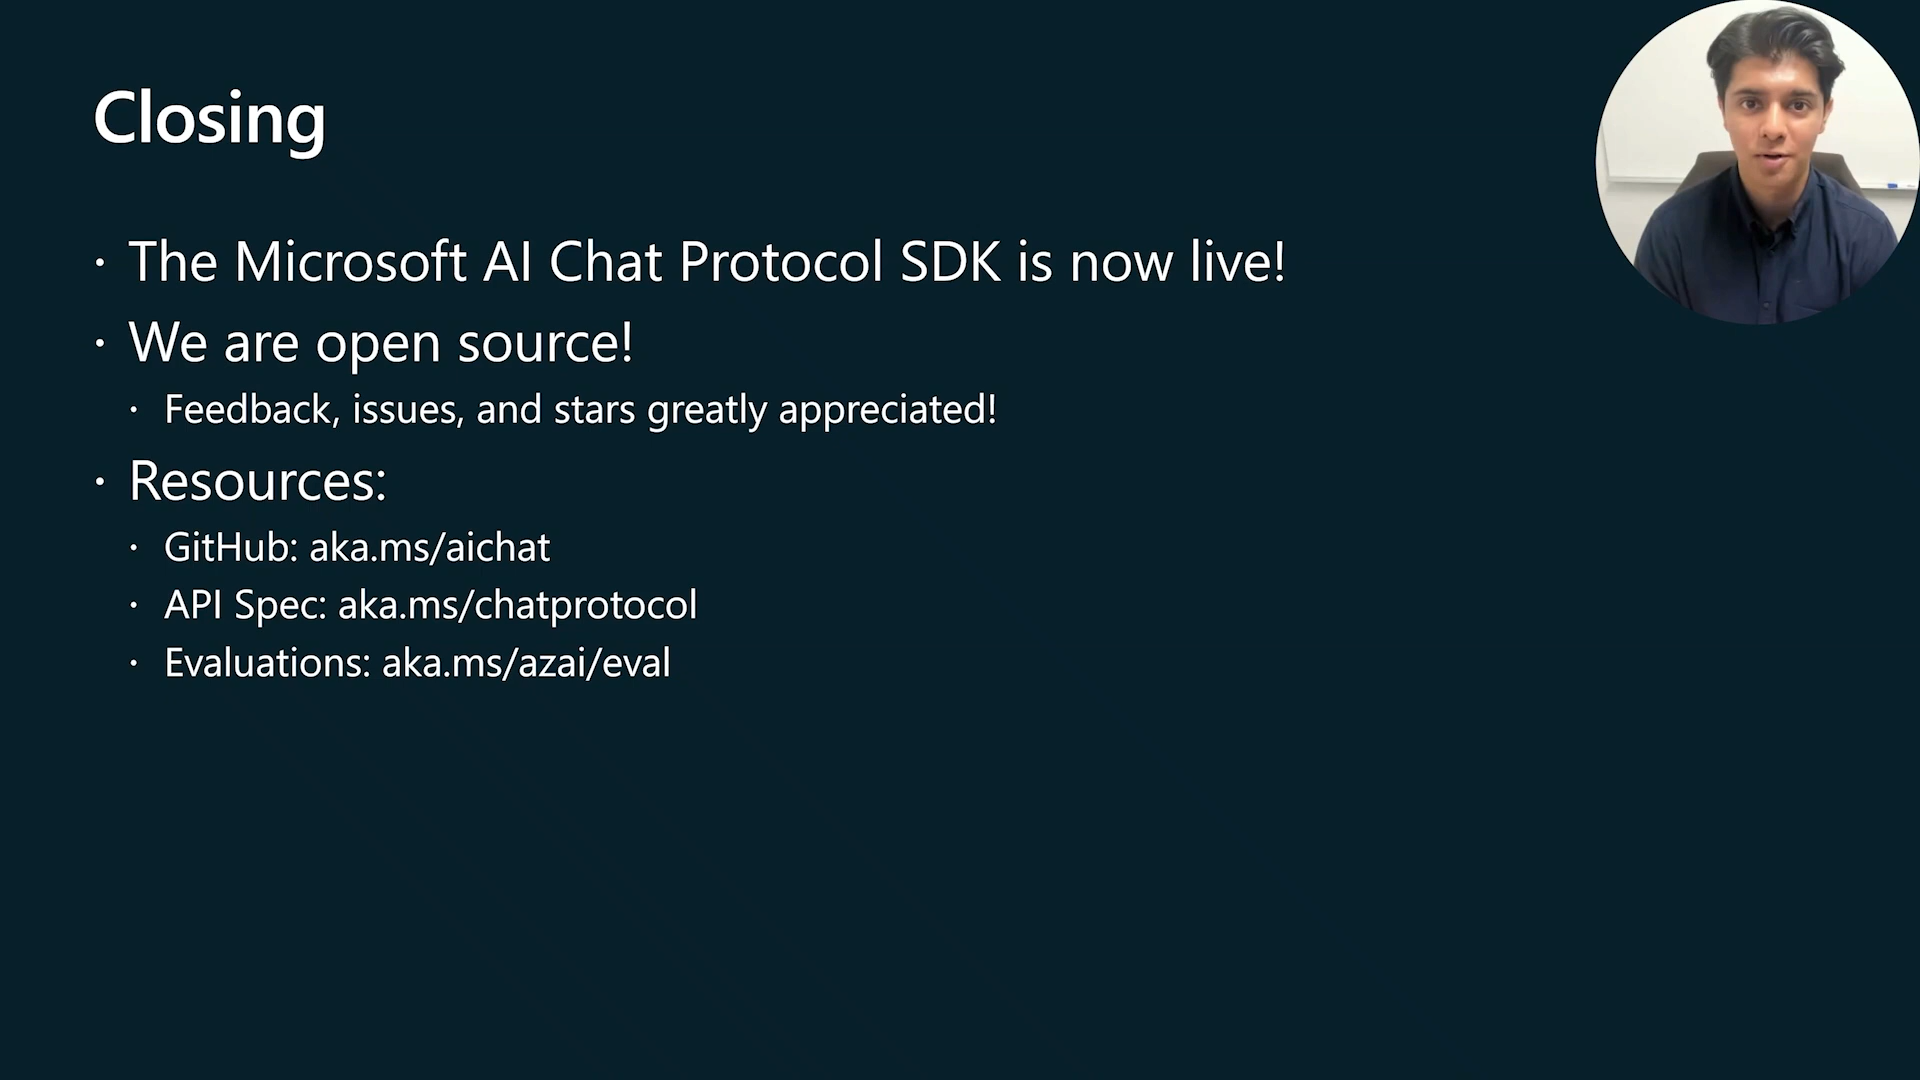 Closing
· The Microsoft AI Chat Protocol SDK is now live!
· We are open source!
· Feedback, issues, and stars greatly appreciated!
· Resources:
· GitHub: aka.ms/aichat
· API Spec: aka.ms/chatprotocol
· Evaluations: aka.ms/azai/eval